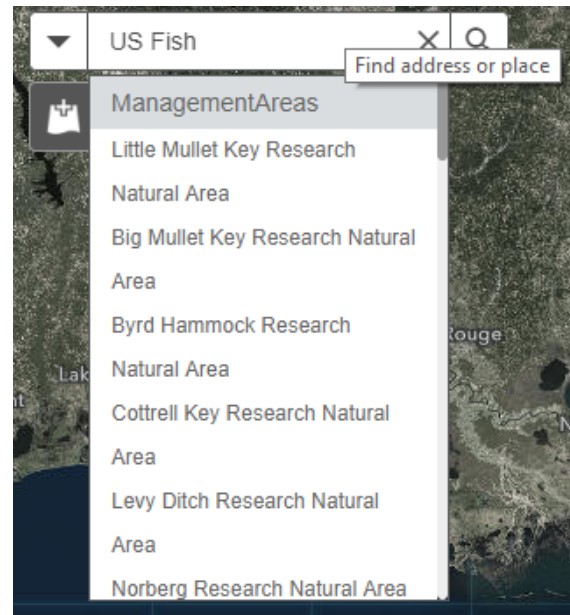 US Fish
Find address or place
ManagementAreas
Little Mullet Key Research
Natural Area
Big Mullet Key Research Natural
Area
Byrd Hammock Research
Natural Area
Cottrell Key Research Natural
Area
Levy Ditch Research Natural
Area
Norberg Research Natural Area
Rouge
Lak
N